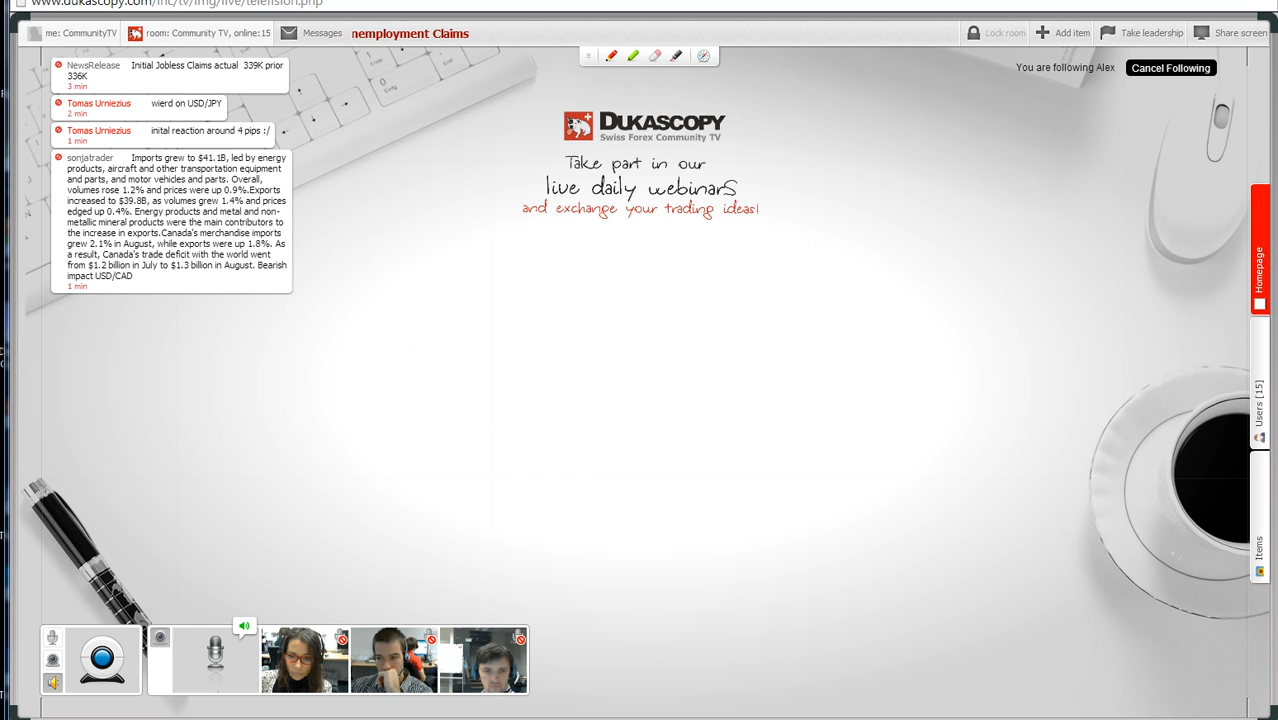 www.dukascopy.com/inc/tv/img/live/television.php
me: CommunityTV
room: Community TV, online:15
Messages
nemployment Claims
Lock room
Add item
Take leadership
Share screen
You are following Alex
Cancel Following
NewsRelease Initial Jobless Claims actual 339K prior
336K
3 min
Tomas Urniezius wierd on USD/JPY
2 min
Tomas Urniezius inital reaction around 4 pips :/
1 min
sonjatrader Imports grew to $41.1B, led by energy
products, aircraft and other transportation equipment
and parts, and motor vehicles and parts. Overall,
volumes rose 1.2% and prices were up 0.9%.Exports
increased to $39.8B, as volumes grew 1.4% and prices
edged up 0.4%. Energy products and metal and non-
metallic mineral products were the main contributors to
the increase in exports.Canada's merchandise imports
grew 2.1% in August, while exports were up 1.8%. As
a result, Canada's trade deficit with the world went
from $1.2 billion in July to $1.3 billion in August. Bearish
impact USD/CAD
1 min
DUKASCOPY
Swiss Forex Community TV
Take part in our
live daily webinars
and exchange your trading ideas!
Homepage
Users [15]
Items